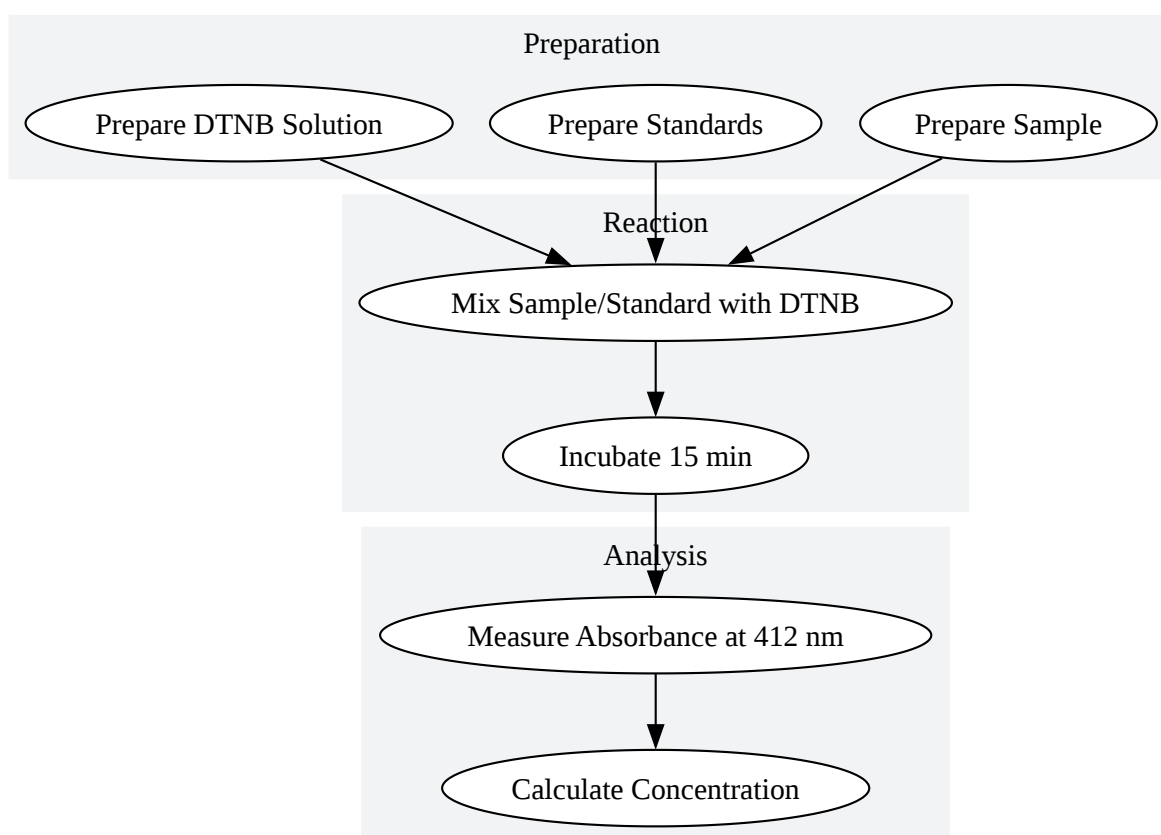 Preparation
Prepare DTNB Solution
Prepare Standards
Prepare Sample
Reaction
Mix Sample/Standard with DTNB
Incubate 15 min
Analysis
Measure Absorbance at 412 nm
Calculate Concentration